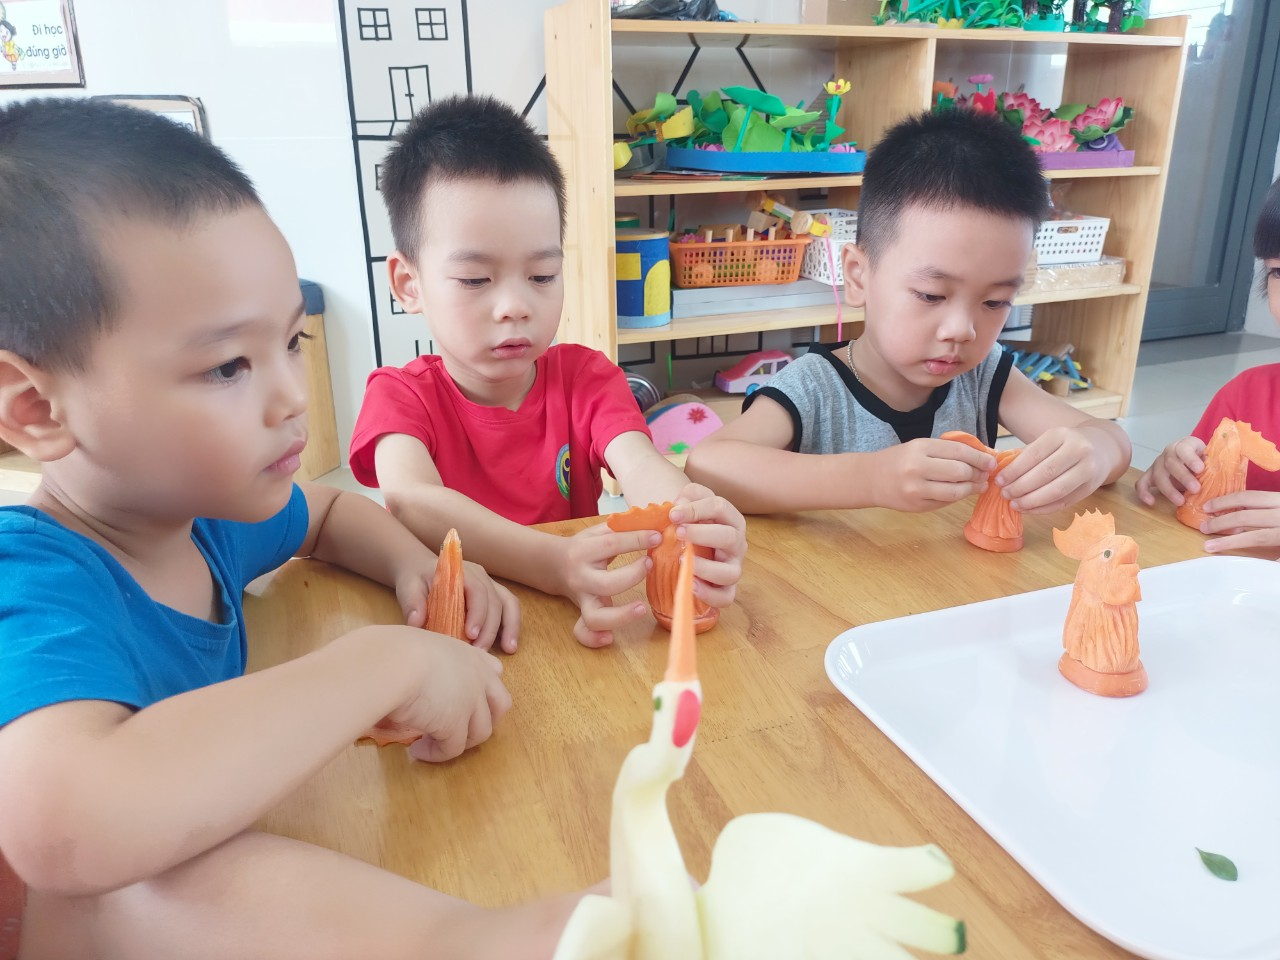 Đi học
đúng giờ